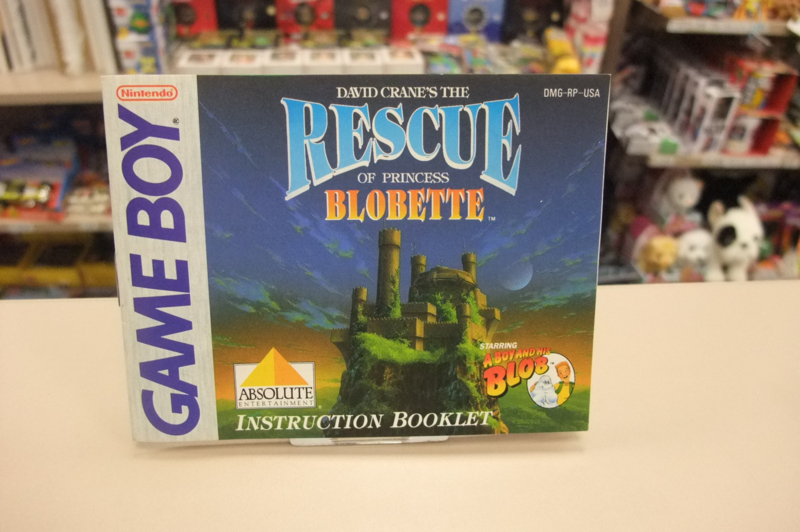 Nintendo
GAME BOY
®
DAVID CRANE'S THE
DMG-RP-USA
RESCUE
OF PRINCESS
BLOBETTE
TM
STARRING
A BOY AND HIS
BLOB
ABSOLUTE
ENTERTAINMENT
INSTRUCTION BOOKLET